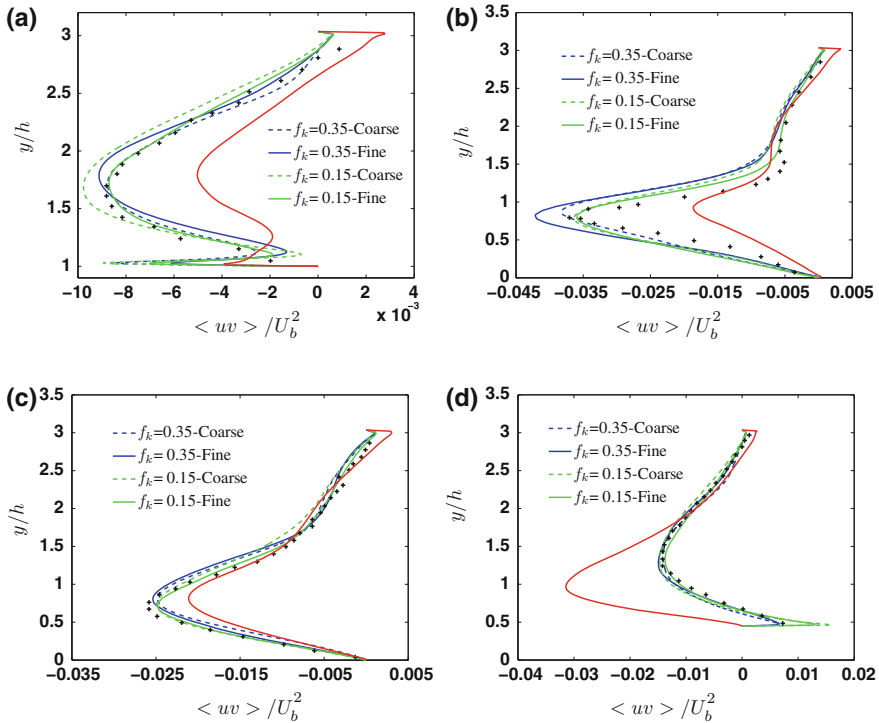 (a)
3
2.5
2
1.5
1
y/h
f_k=0.35-Coarse
f_k= 0.35-Fine
f_k= 0.15-Coarse
f_k= 0.15-Fine
−10 −8 −6 −4 −2 0 2 4
x 10⁻³
< uv > /U_b^2
(b)
3.5
3
2.5
2
1.5
1
0.5
0
y/h
f_k=0.35-Coarse
f_k= 0.35-Fine
f_k= 0.15-Coarse
f_k= 0.15-Fine
−0.045 −0.035 −0.025 −0.015 −0.005 0.005
< uv > /U_b^2
(c)
3.5
3
2.5
2
1.5
1
0.5
0
y/h
f_k=0.35-Coarse
f_k= 0.35-Fine
f_k= 0.15-Coarse
f_k= 0.15-Fine
−0.035 −0.025 −0.015 −0.005 0.005
< uv > /U_b^2
(d)
3.5
3
2.5
2
1.5
1
0.5
0
y/h
f_k=0.35-Coarse
f_k= 0.35-Fine
f_k= 0.15-Coarse
f_k= 0.15-Fine
−0.04 −0.03 −0.02 −0.01 0 0.01 0.02
< uv > /U_b^2